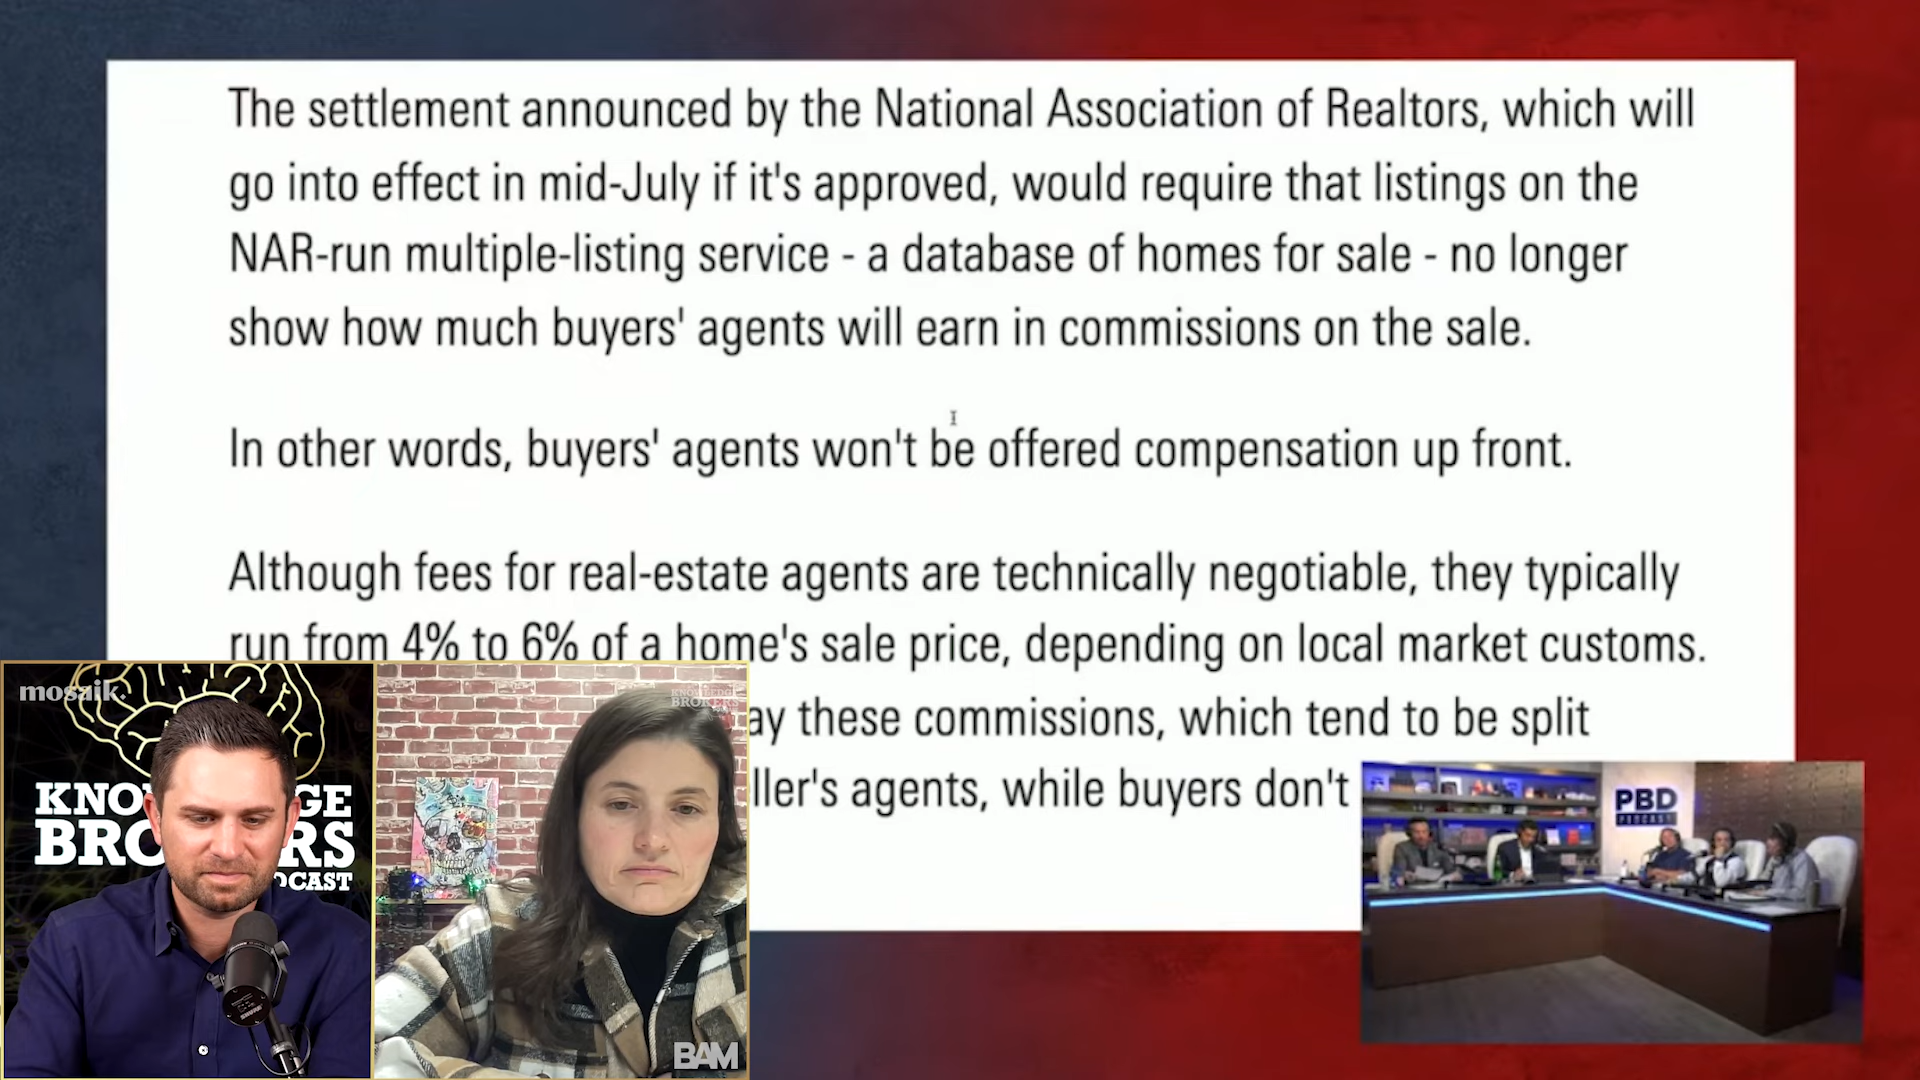 The settlement announced by the National Association of Realtors, which will
go into effect in mid-July if it's approved, would require that listings on the
NAR-run multiple-listing service - a database of homes for sale - no longer
show how much buyers' agents will earn in commissions on the sale.
In other words, buyers' agents won't be offered compensation up front.
Although fees for real-estate agents are technically negotiable, they typically
run from 4% to 6% of a home's sale price, depending on local market customs.
ay these commissions, which tend to be split
ller's agents, while buyers don't
mosaik.
KNO GE
BRO RS
DCAST
KNOWLEDGE
BROKERS
BAM
PBD
PODCAST